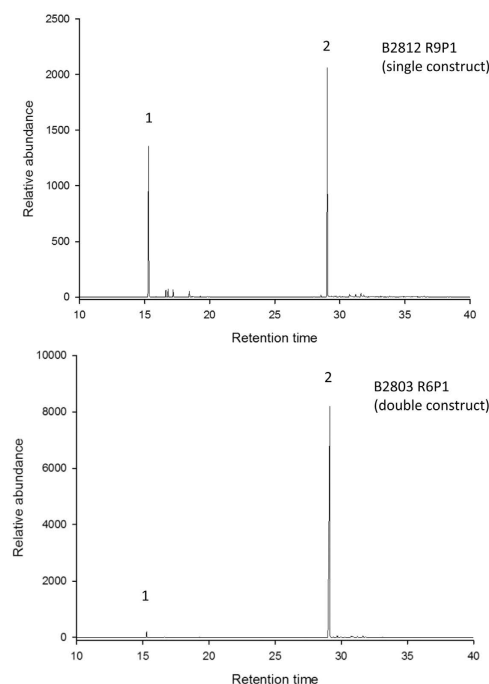 2500
2
B2812 R9P1
(single construct)
2000
1
1500
Relative abundance
1000
500
0
10 15 20 25 30 35 40
Retention time
10000
2
B2803 R6P1
(double construct)
8000
6000
Relative abundance
4000
2000
1
0
10 15 20 25 30 35 40
Retention time